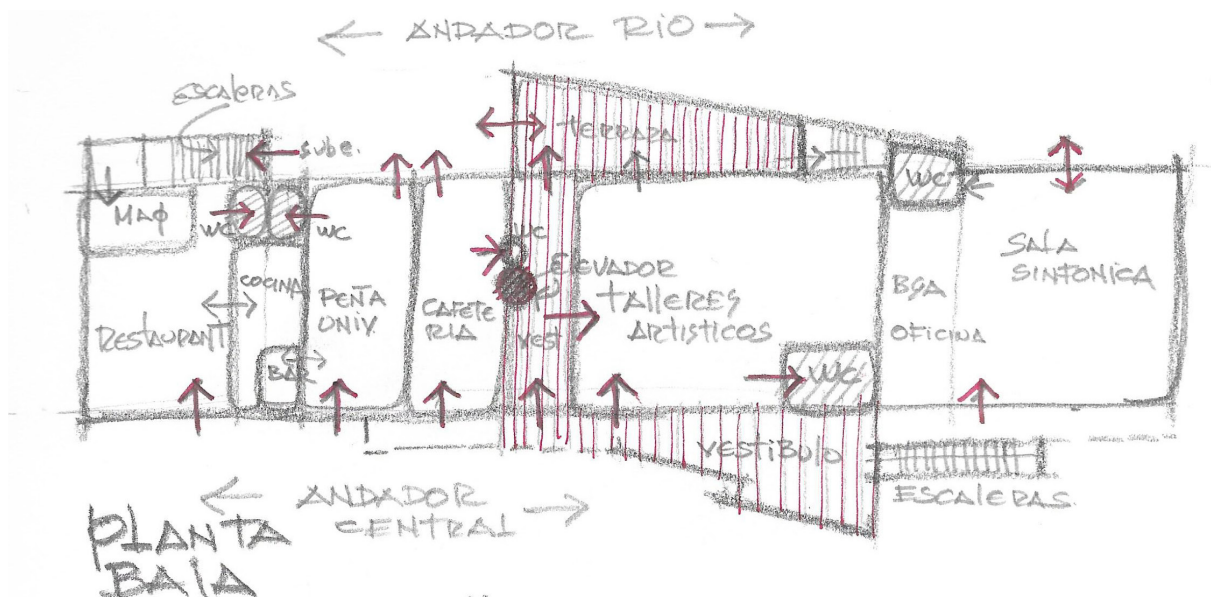 ANDADOR RIO
ESCALERAS
SUBE.
TERRAZA
MAQ
WC
WC
WC
WC
COCINA
PEÑA
UNIV.
RESTAURANT
BAR
CAFETE
RIA
ELEVADOR
VEST
TALLERES
ARTISTICOS
WC
BGA
OFICINA
SALA
SINFONICA
VESTIBULO
ESCALERAS
ANDADOR
CENTRAL
PLANTA
BAJA